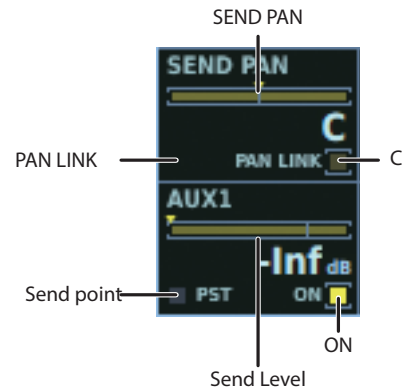 SEND PAN
SEND PAN
C
PAN LINK
PAN LINK
C
AUX1
-Inf dB
Send point
PST
ON
ON
Send Level